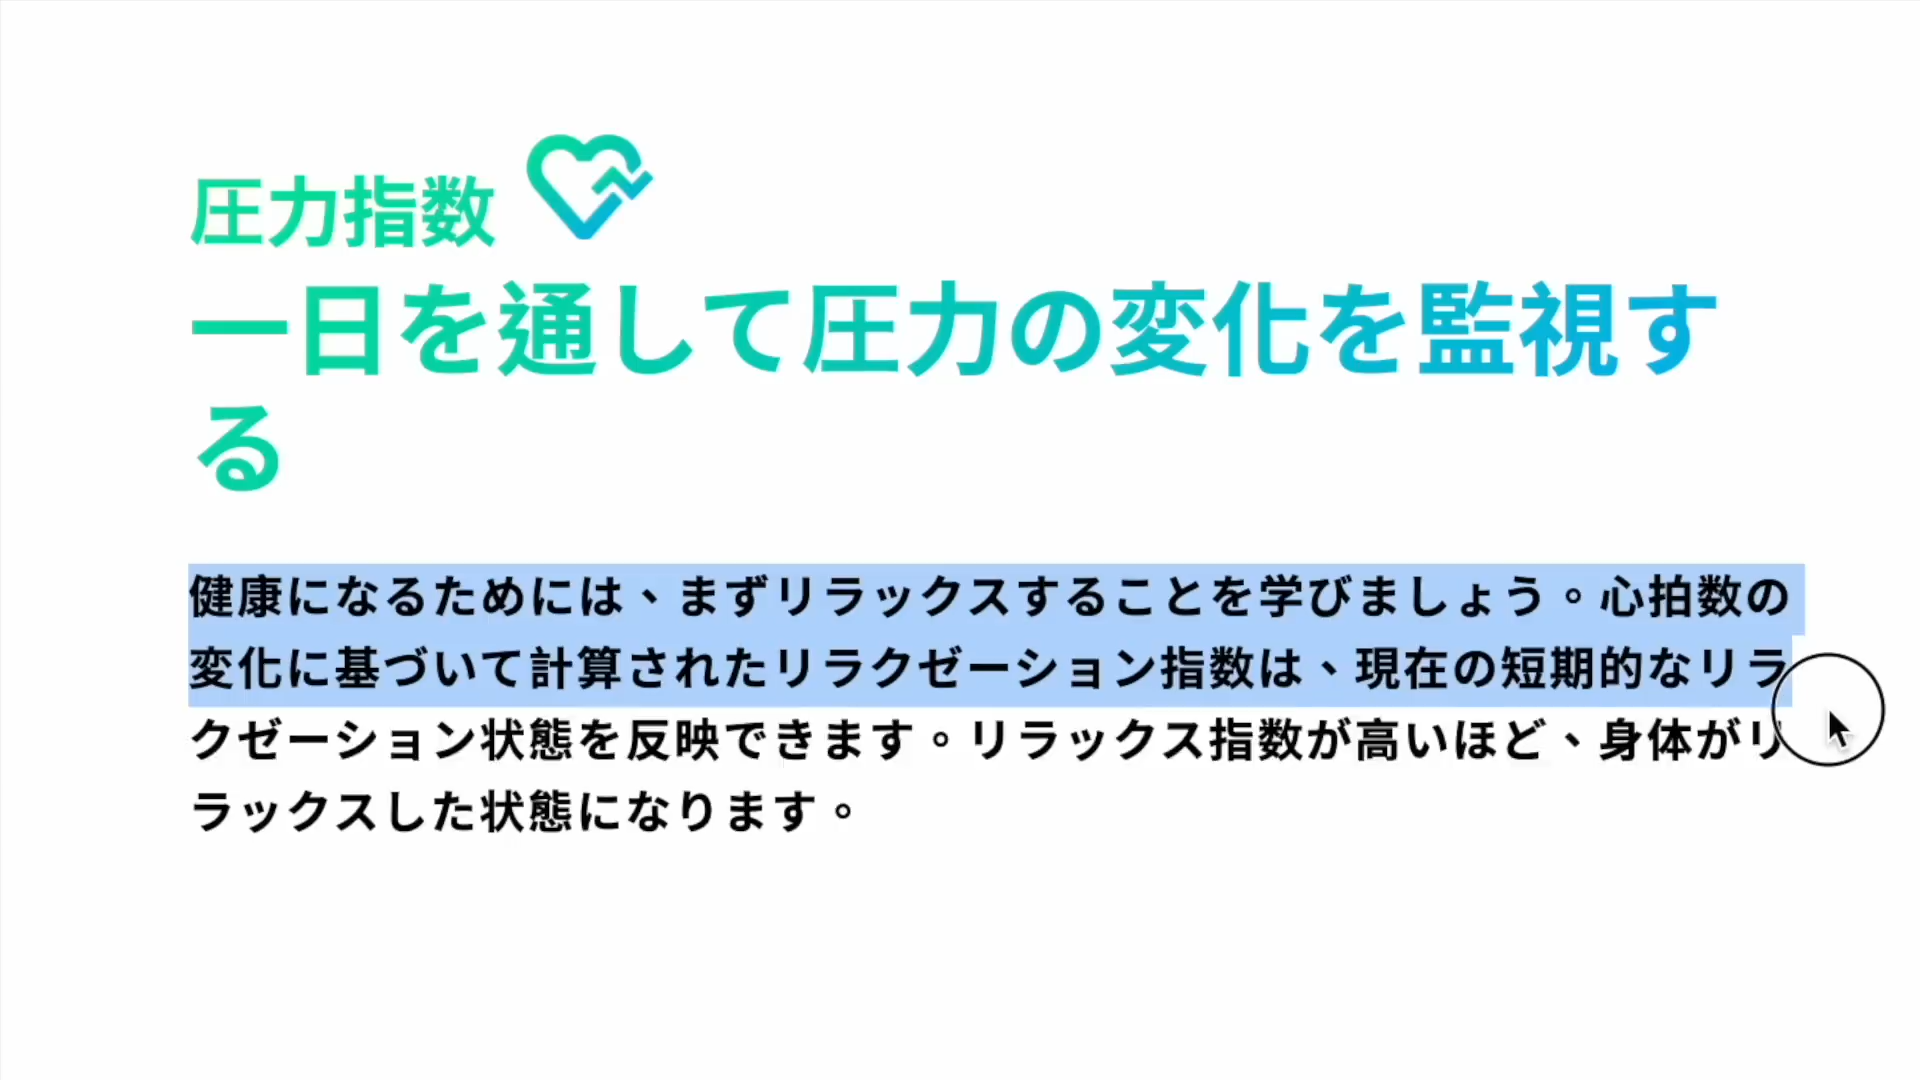 圧力指数
一日を通して圧力の変化を監視す
る
健康になるためには、まずリラックスすることを学びましょう。心拍数の
変化に基づいて計算されたリラクゼーション指数は、現在の短期的なリラ
クゼーション状態を反映できます。リラックス指数が高いほど、身体がリ
ラックスした状態になります。